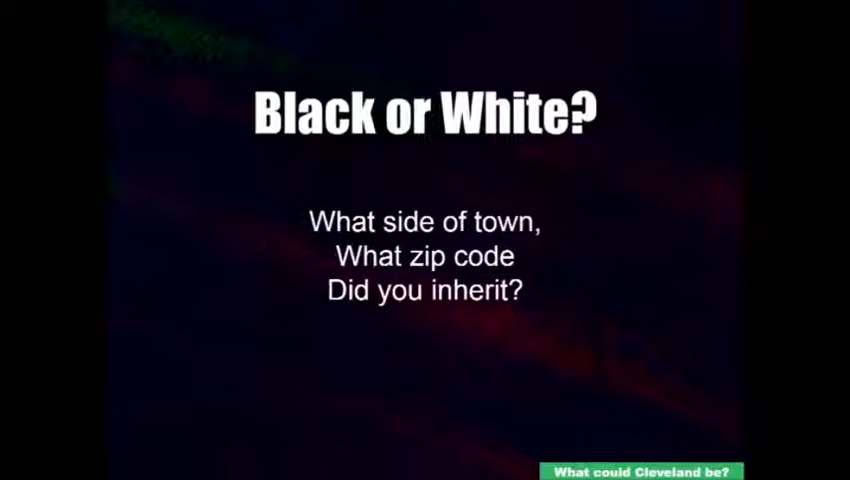 Black or White?
What side of town,
What zip code
Did you inherit?
What could Cleveland be?